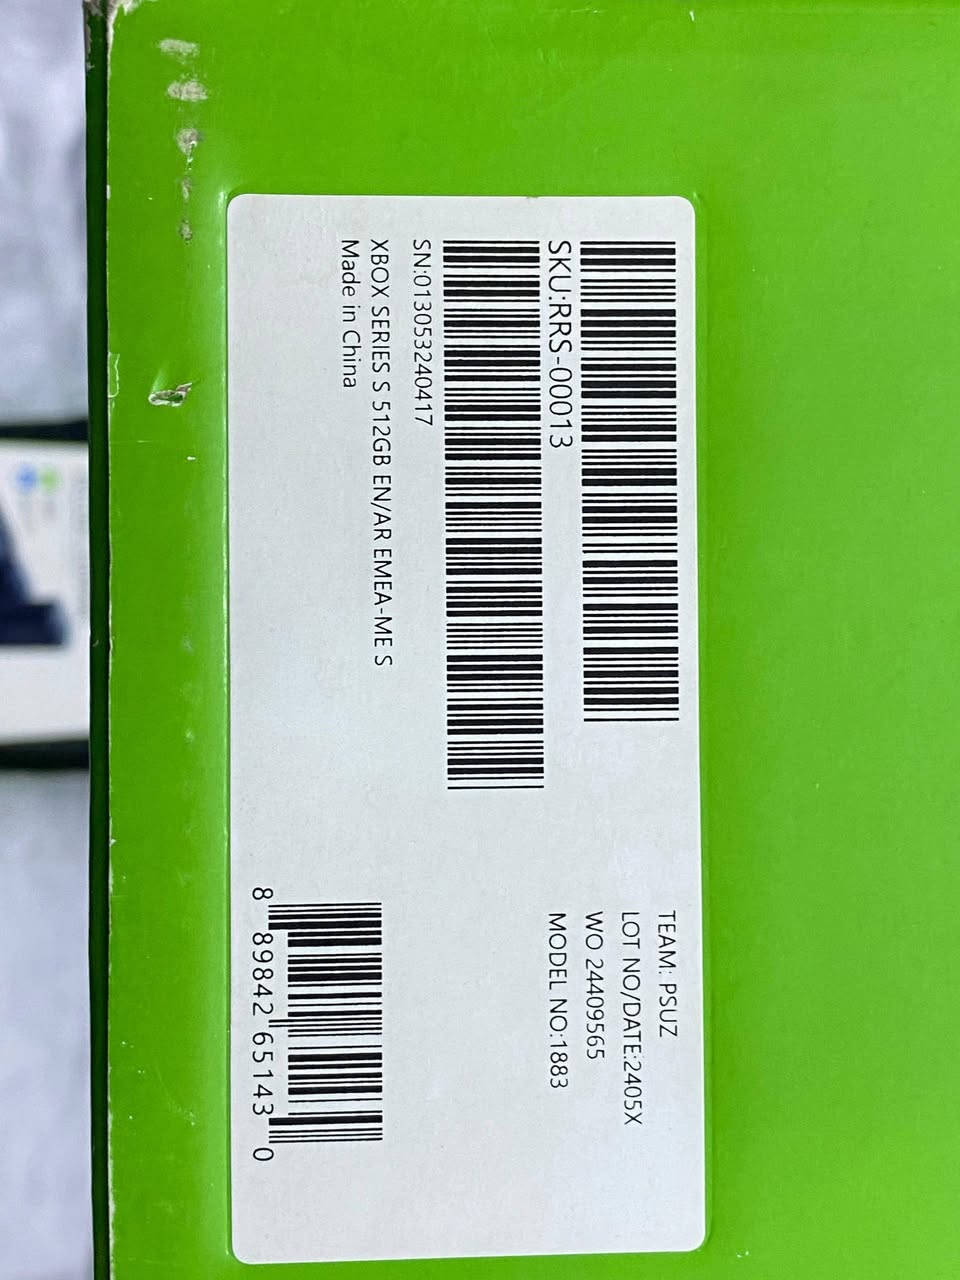 SKU:RRS-00013
SN:013053240417
XBOX SERIES S 512GB EN/AR EMEA-ME S
Made in China
TEAM: PSUZ
LOT NO/DATE:2405X
WO 24409565
MODEL NO:1883
8 89842 65143 0